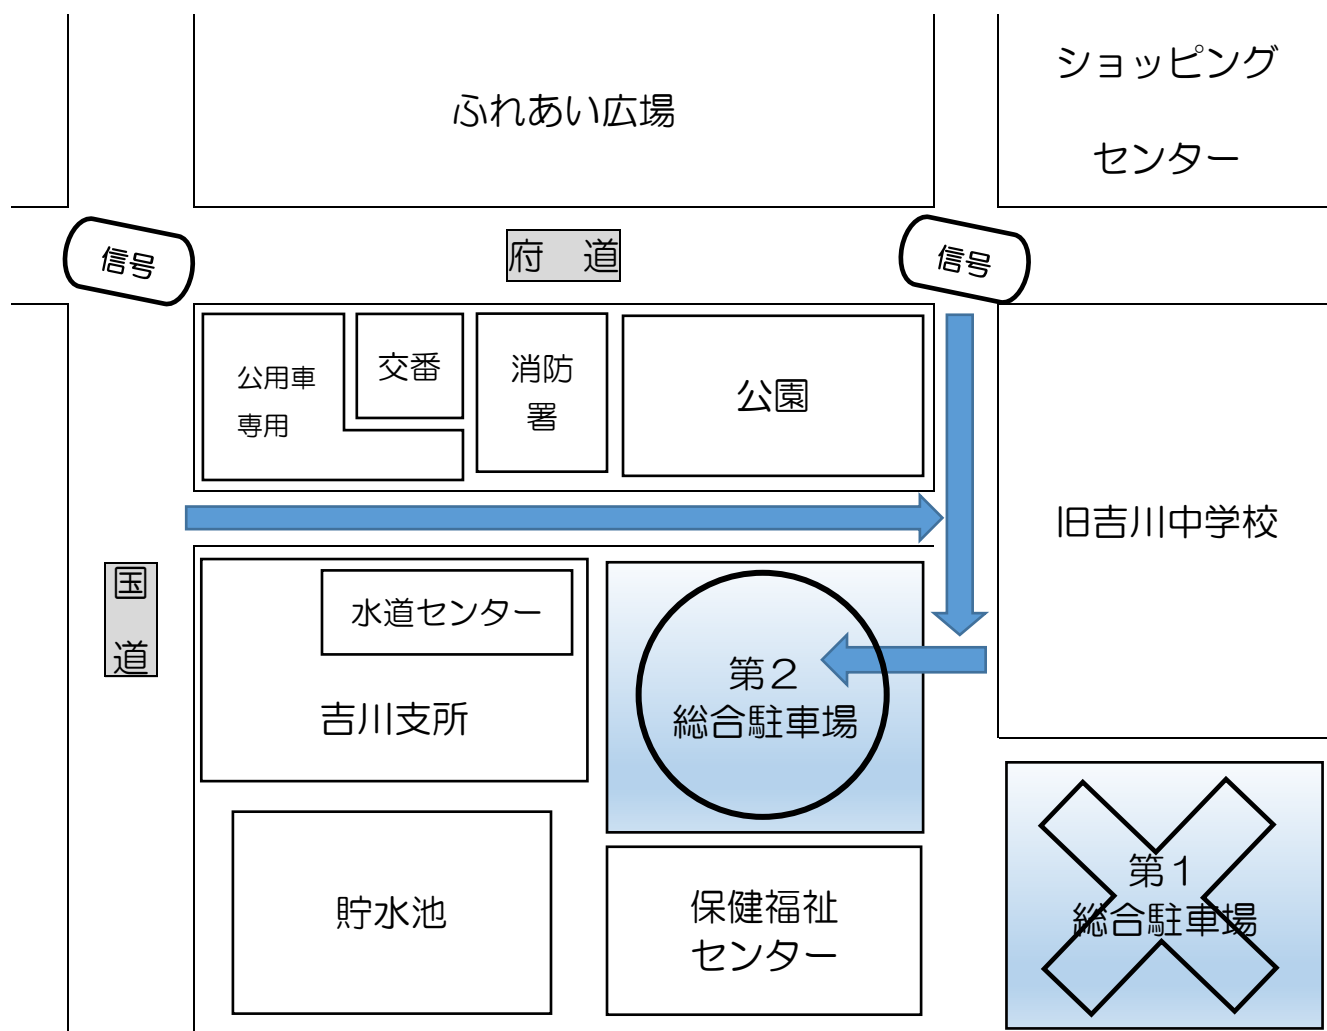 ショッピング
センター
ふれあい広場
信号
府　道
信号
公用車
専用
交番
消防
署
公園
旧吉川中学校
国
道
水道センター
吉川支所
第２
総合駐車場
貯水池
保健福祉
センター
第１
総合駐車場